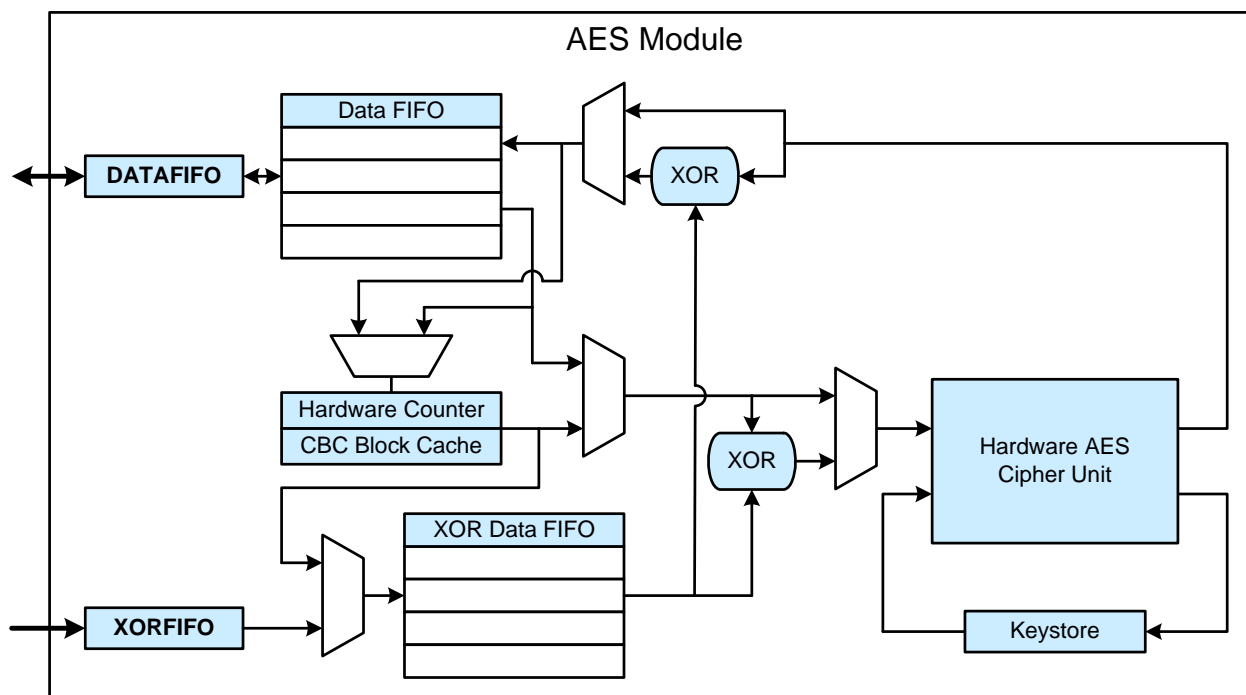 AES Module
Data FIFO
DATAFIFO
XOR
Hardware Counter
CBC Block Cache
XOR
Hardware AES
Cipher Unit
XOR Data FIFO
XORFIFO
Keystore